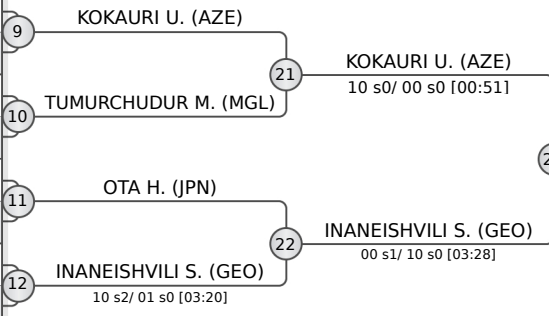 KOKAURI U. (AZE)
9
KOKAURI U. (AZE)
21
10 s0/ 00 s0 [00:51]
TUMURCHUDUR M. (MGL)
10
2
OTA H. (JPN)
11
INANEISHVILI S. (GEO)
22
00 s1/ 10 s0 [03:28]
INANEISHVILI S. (GEO)
12
10 s2/ 01 s0 [03:20]